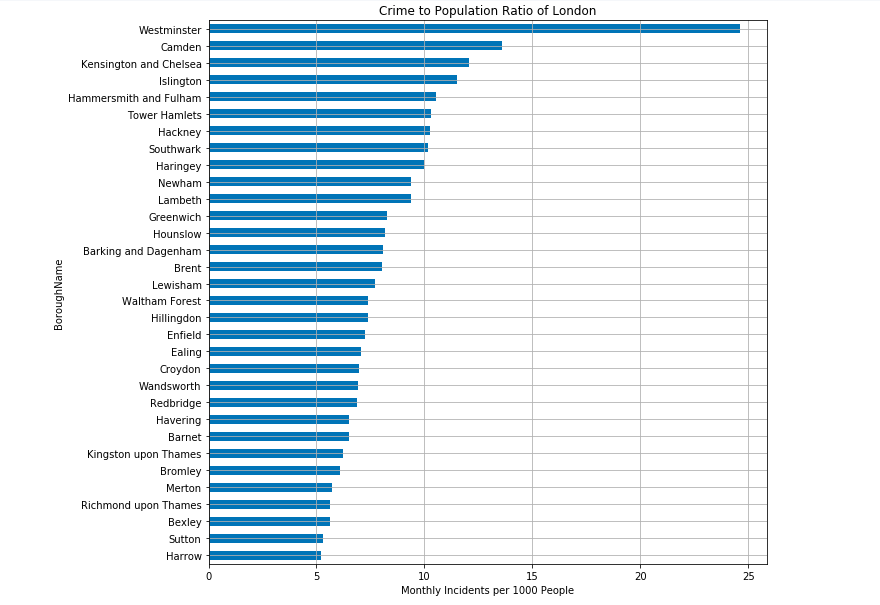 Crime to Population Ratio of London
BoroughName
Westminster
Camden
Kensington and Chelsea
Islington
Hammersmith and Fulham
Tower Hamlets
Hackney
Southwark
Haringey
Newham
Lambeth
Greenwich
Hounslow
Barking and Dagenham
Brent
Lewisham
Waltham Forest
Hillingdon
Enfield
Ealing
Croydon
Wandsworth
Redbridge
Havering
Barnet
Kingston upon Thames
Bromley
Merton
Richmond upon Thames
Bexley
Sutton
Harrow
0 5 10 15 20 25
Monthly Incidents per 1000 People